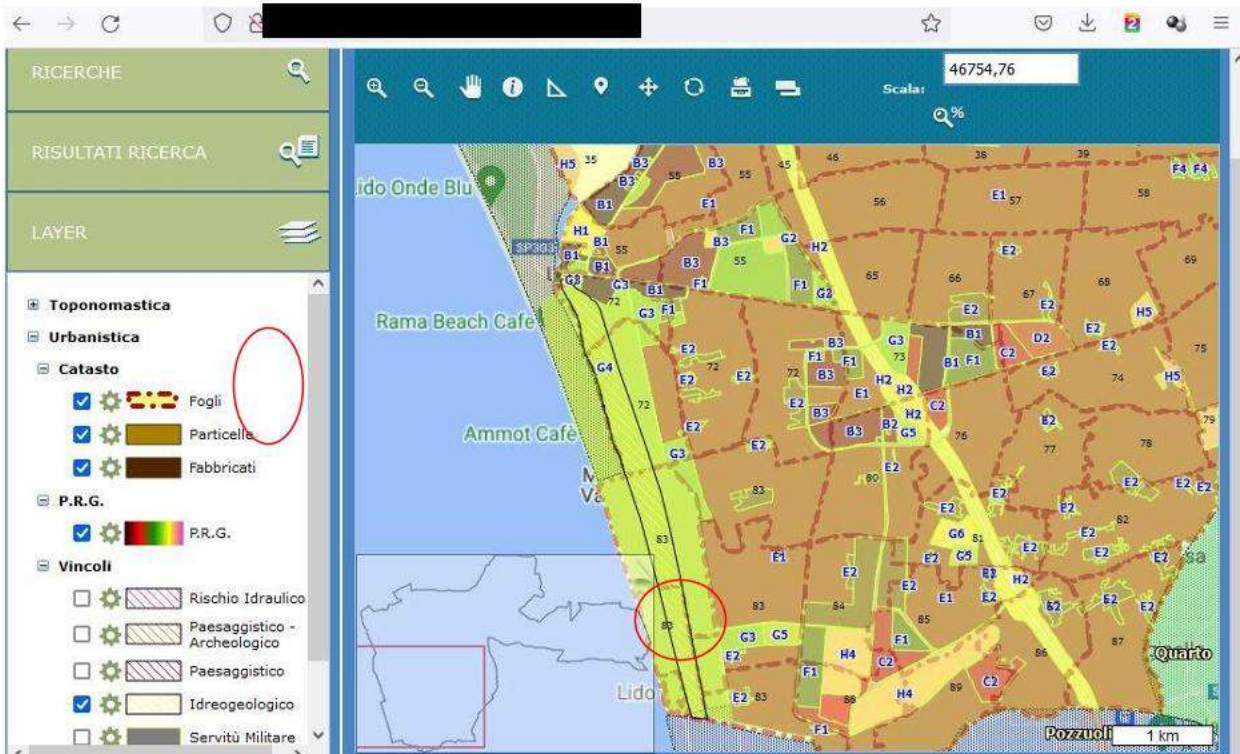 46754,76
Scala:
%
RICERCHE
RISULTATI RICERCA
LAYER
Toponomastica
Urbanistica
Catasto
Fogli
Particelle
Fabbricati
P.R.G.
P.R.G.
Vincoli
Rischio Idraulico
Paesaggistico -
Archeologico
Paesaggistico
Idreogeologico
Servitù Militare
H5 35 B3 B3 45 46 38 39 F4 F4
B3 55 55
Lido Onde Blu
B1 E1 56 E1 57 58
H1 F1
SP303 B1 55 B3 G2 H2 E2
B1 B1 B3 55 65 66 68 69
G3 B1 F1 F1 G2 67 E2
72 G3 F1 E2 H5
Rama Beach Cafe
B3 G3 B1 D2 E2
E2 F1 F1 73 B1 F1 C2 E2 75
G4 E2 72 E2 72 B3 H2 E2 74 H5
E1 H2
72 E2 B3 H2 C2 79
Ammot Cafè
E2 B3 B2 G5 76 E2 78
G3 E2 77
E2
83 80 E2 E2 E2 E2
E2 82
83 G6 81 E2
E1 E2 G5 E2 E2 E2
E2 H2
83 84 E2 E1 E2 E2 E2 E2
83 85
G3 G5 F1 87
E2 H4 C2 86 Quarto
Lido F1 C2
E2 83 88 H4 89
F1 Pozzuoli 1 km